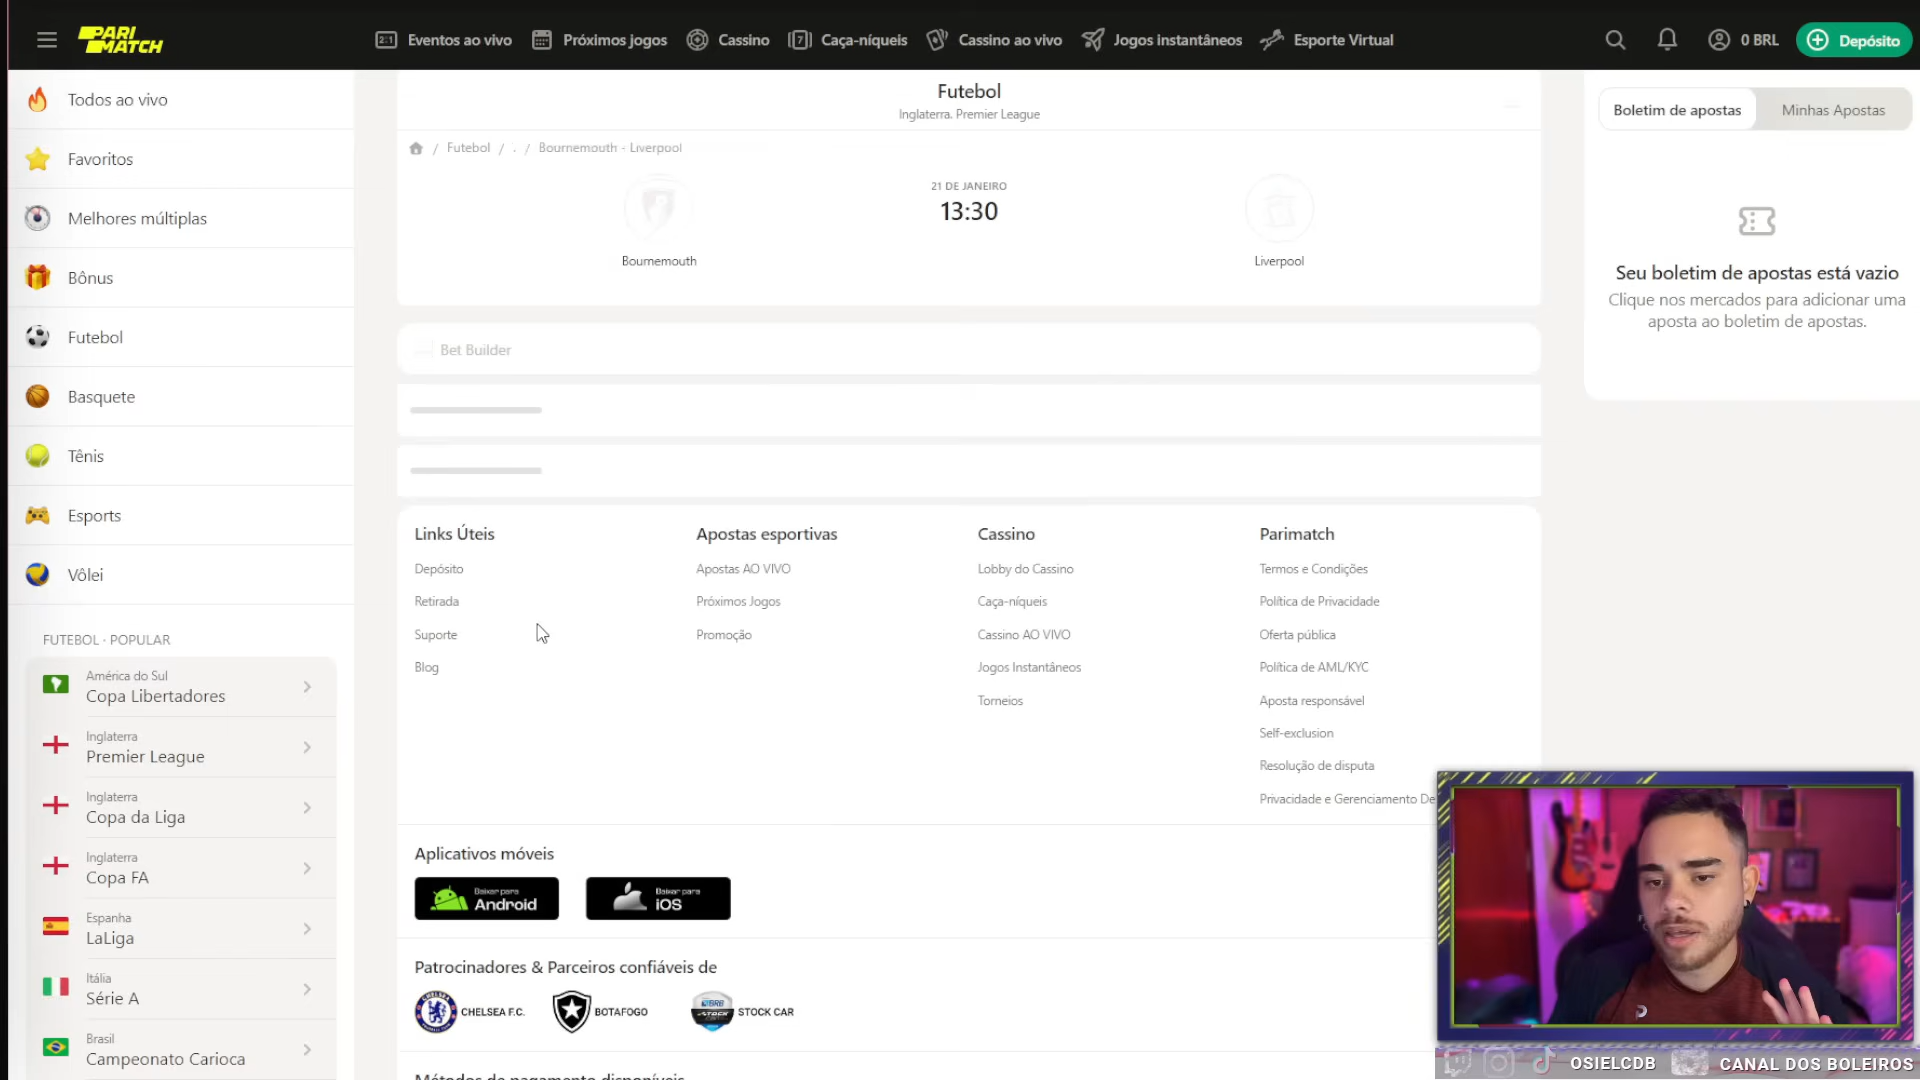 PARI MATCH
Eventos ao vivo
Próximos jogos
Cassino
Caça-níqueis
Cassino ao vivo
Jogos instantâneos
Esporte Virtual
0 BRL
Depósito
Todos ao vivo
Favoritos
Melhores múltiplas
Bônus
Futebol
Basquete
Tênis
Esports
Vôlei
FUTEBOL · POPULAR
América do Sul
Copa Libertadores
Inglaterra
Premier League
Inglaterra
Copa da Liga
Inglaterra
Copa FA
Espanha
LaLiga
Itália
Série A
Brasil
Campeonato Carioca
Futebol
Inglaterra. Premier League
/ Futebol / . / Bournemouth - Liverpool
21 DE JANEIRO
13:30
Bournemouth
Liverpool
Bet Builder
Links Úteis
Depósito
Retirada
Suporte
Blog
Apostas esportivas
Apostas AO VIVO
Próximos Jogos
Promoção
Cassino
Lobby do Cassino
Caça-níqueis
Cassino AO VIVO
Jogos Instantâneos
Torneios
Parimatch
Termos e Condições
Política de Privacidade
Oferta pública
Política de AML/KYC
Aposta responsável
Self-exclusion
Resolução de disputa
Privacidade e Gerenciamento De
Aplicativos móveis
Baixar para
Android
Baixar para
iOS
Patrocinadores & Parceiros confiáveis de
CHELSEA F.C.
BOTAFOGO
BRB
STOCK CAR
STOCK CAR
Métodos de pagamento disponíveis
Boletim de apostas
Minhas Apostas
Seu boletim de apostas está vazio
Clique nos mercados para adicionar uma
aposta ao boletim de apostas.
OSIELCDB
CANAL DOS BOLEIROS